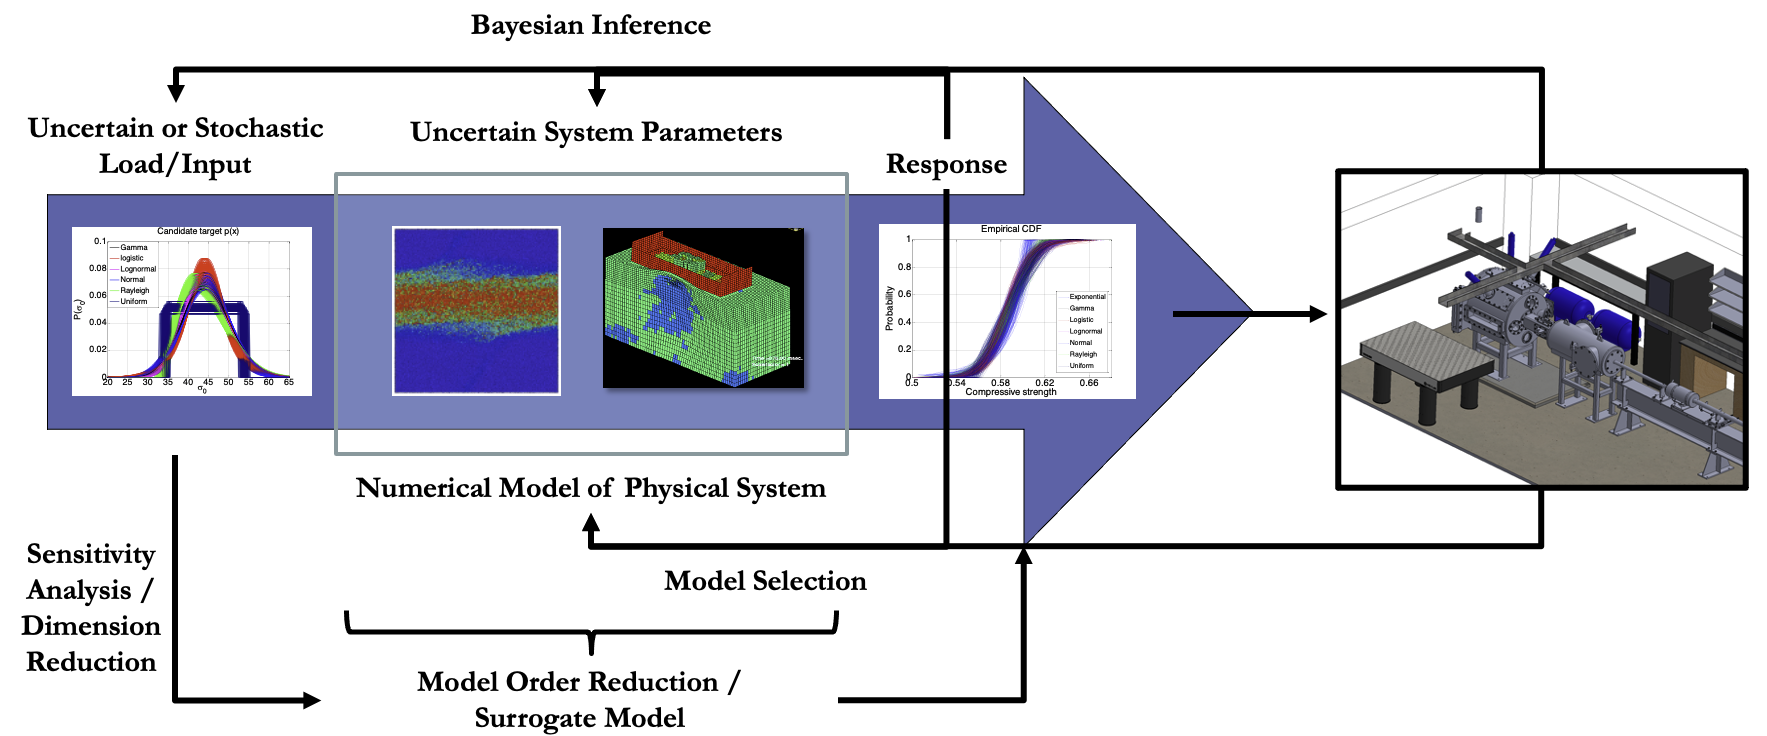 Bayesian Inference
Uncertain or Stochastic
Load/Input
Uncertain System Parameters
Response
Candidate target p(x)
0.1
0.08
0.06
0.04
0.02
0
P(σ₀)
Gamma
logistic
Lognormal
Normal
Rayleigh
Uniform
20 25 30 35 40 45 50 55 60 65
σ₀
Empirical CDF
1
0.8
0.6
0.4
0.2
0
Probability
Exponential
Gamma
Logistic
Lognormal
Normal
Rayleigh
Uniform
0.5 0.54 0.58 0.62 0.66
Compressive strength
Numerical Model of Physical System
Sensitivity
Analysis /
Dimension
Reduction
Model Selection
Model Order Reduction /
Surrogate Model